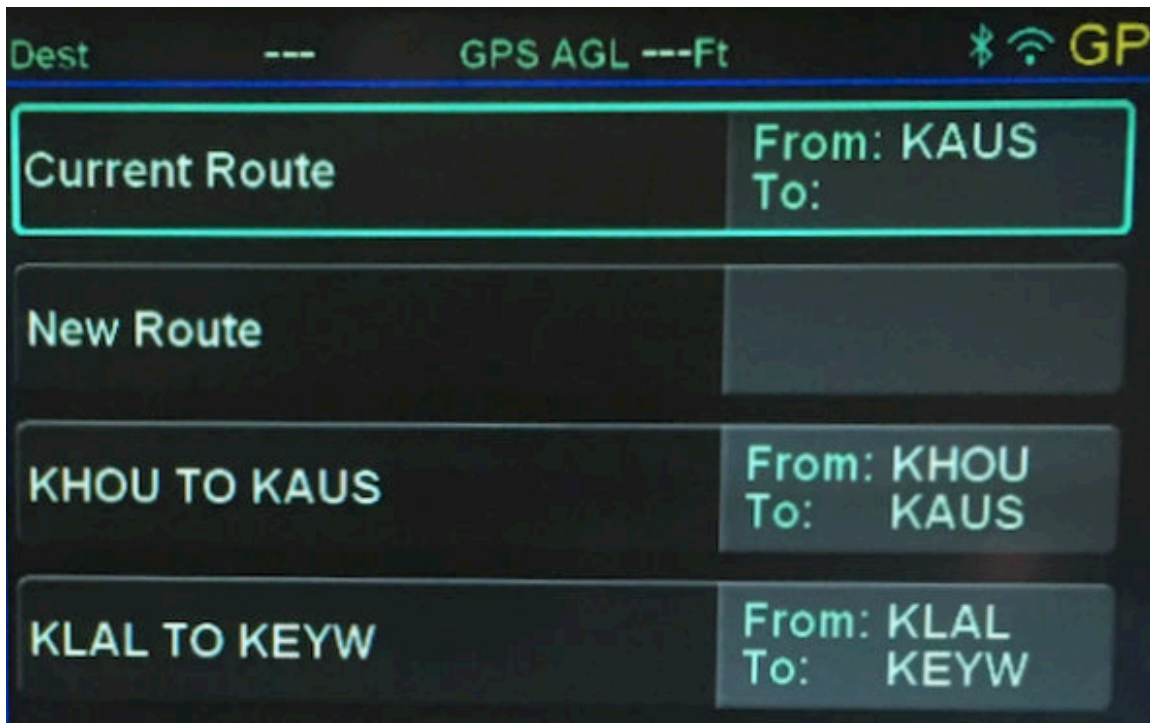 Dest --- GPS AGL ---Ft GP
Current Route
From: KAUS
To:
New Route
KHOU TO KAUS
From: KHOU
To: KAUS
KLAL TO KEYW
From: KLAL
To: KEYW